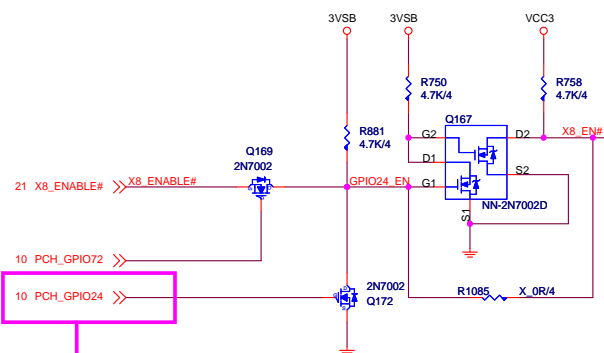 3VSB
3VSB
VCC3
R750
4.7K/4
R758
4.7K/4
R881
4.7K/4
Q167
G2
D2
X8_EN#
D1
S2
G1
S1
NN-2N7002D
Q169
2N7002
21 X8_ENABLE#
X8_ENABLE#
GPIO24_EN
10 PCH_GPIO72
10 PCH_GPIO24
2N7002
Q172
R1085
X_0R/4